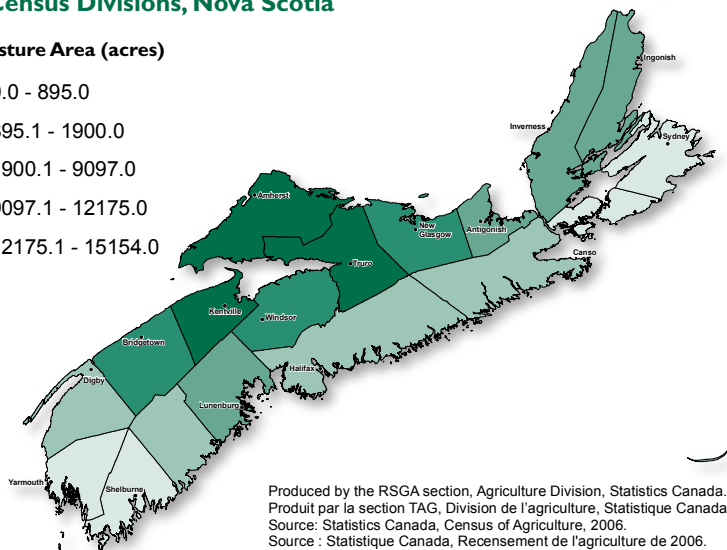 Census Divisions, Nova Scotia
sture Area (acres)
.0 - 895.0
95.1 - 1900.0
900.1 - 9097.0
097.1 - 12175.0
2175.1 - 15154.0
Ingonish
Inverness
Sydney
Amherst
New
Glasgow
Antigonish
Canso
Truro
Kentville
Windsor
Bridgetown
Halifax
Digby
Lunenburg
Yarmouth
Shelburne
Produced by the RSGA section, Agriculture Division, Statistics Canada.
Produit par la section TAG, Division de l'agriculture, Statistique Canada
Source: Statistics Canada, Census of Agriculture, 2006.
Source : Statistique Canada, Recensement de l'agriculture de 2006.